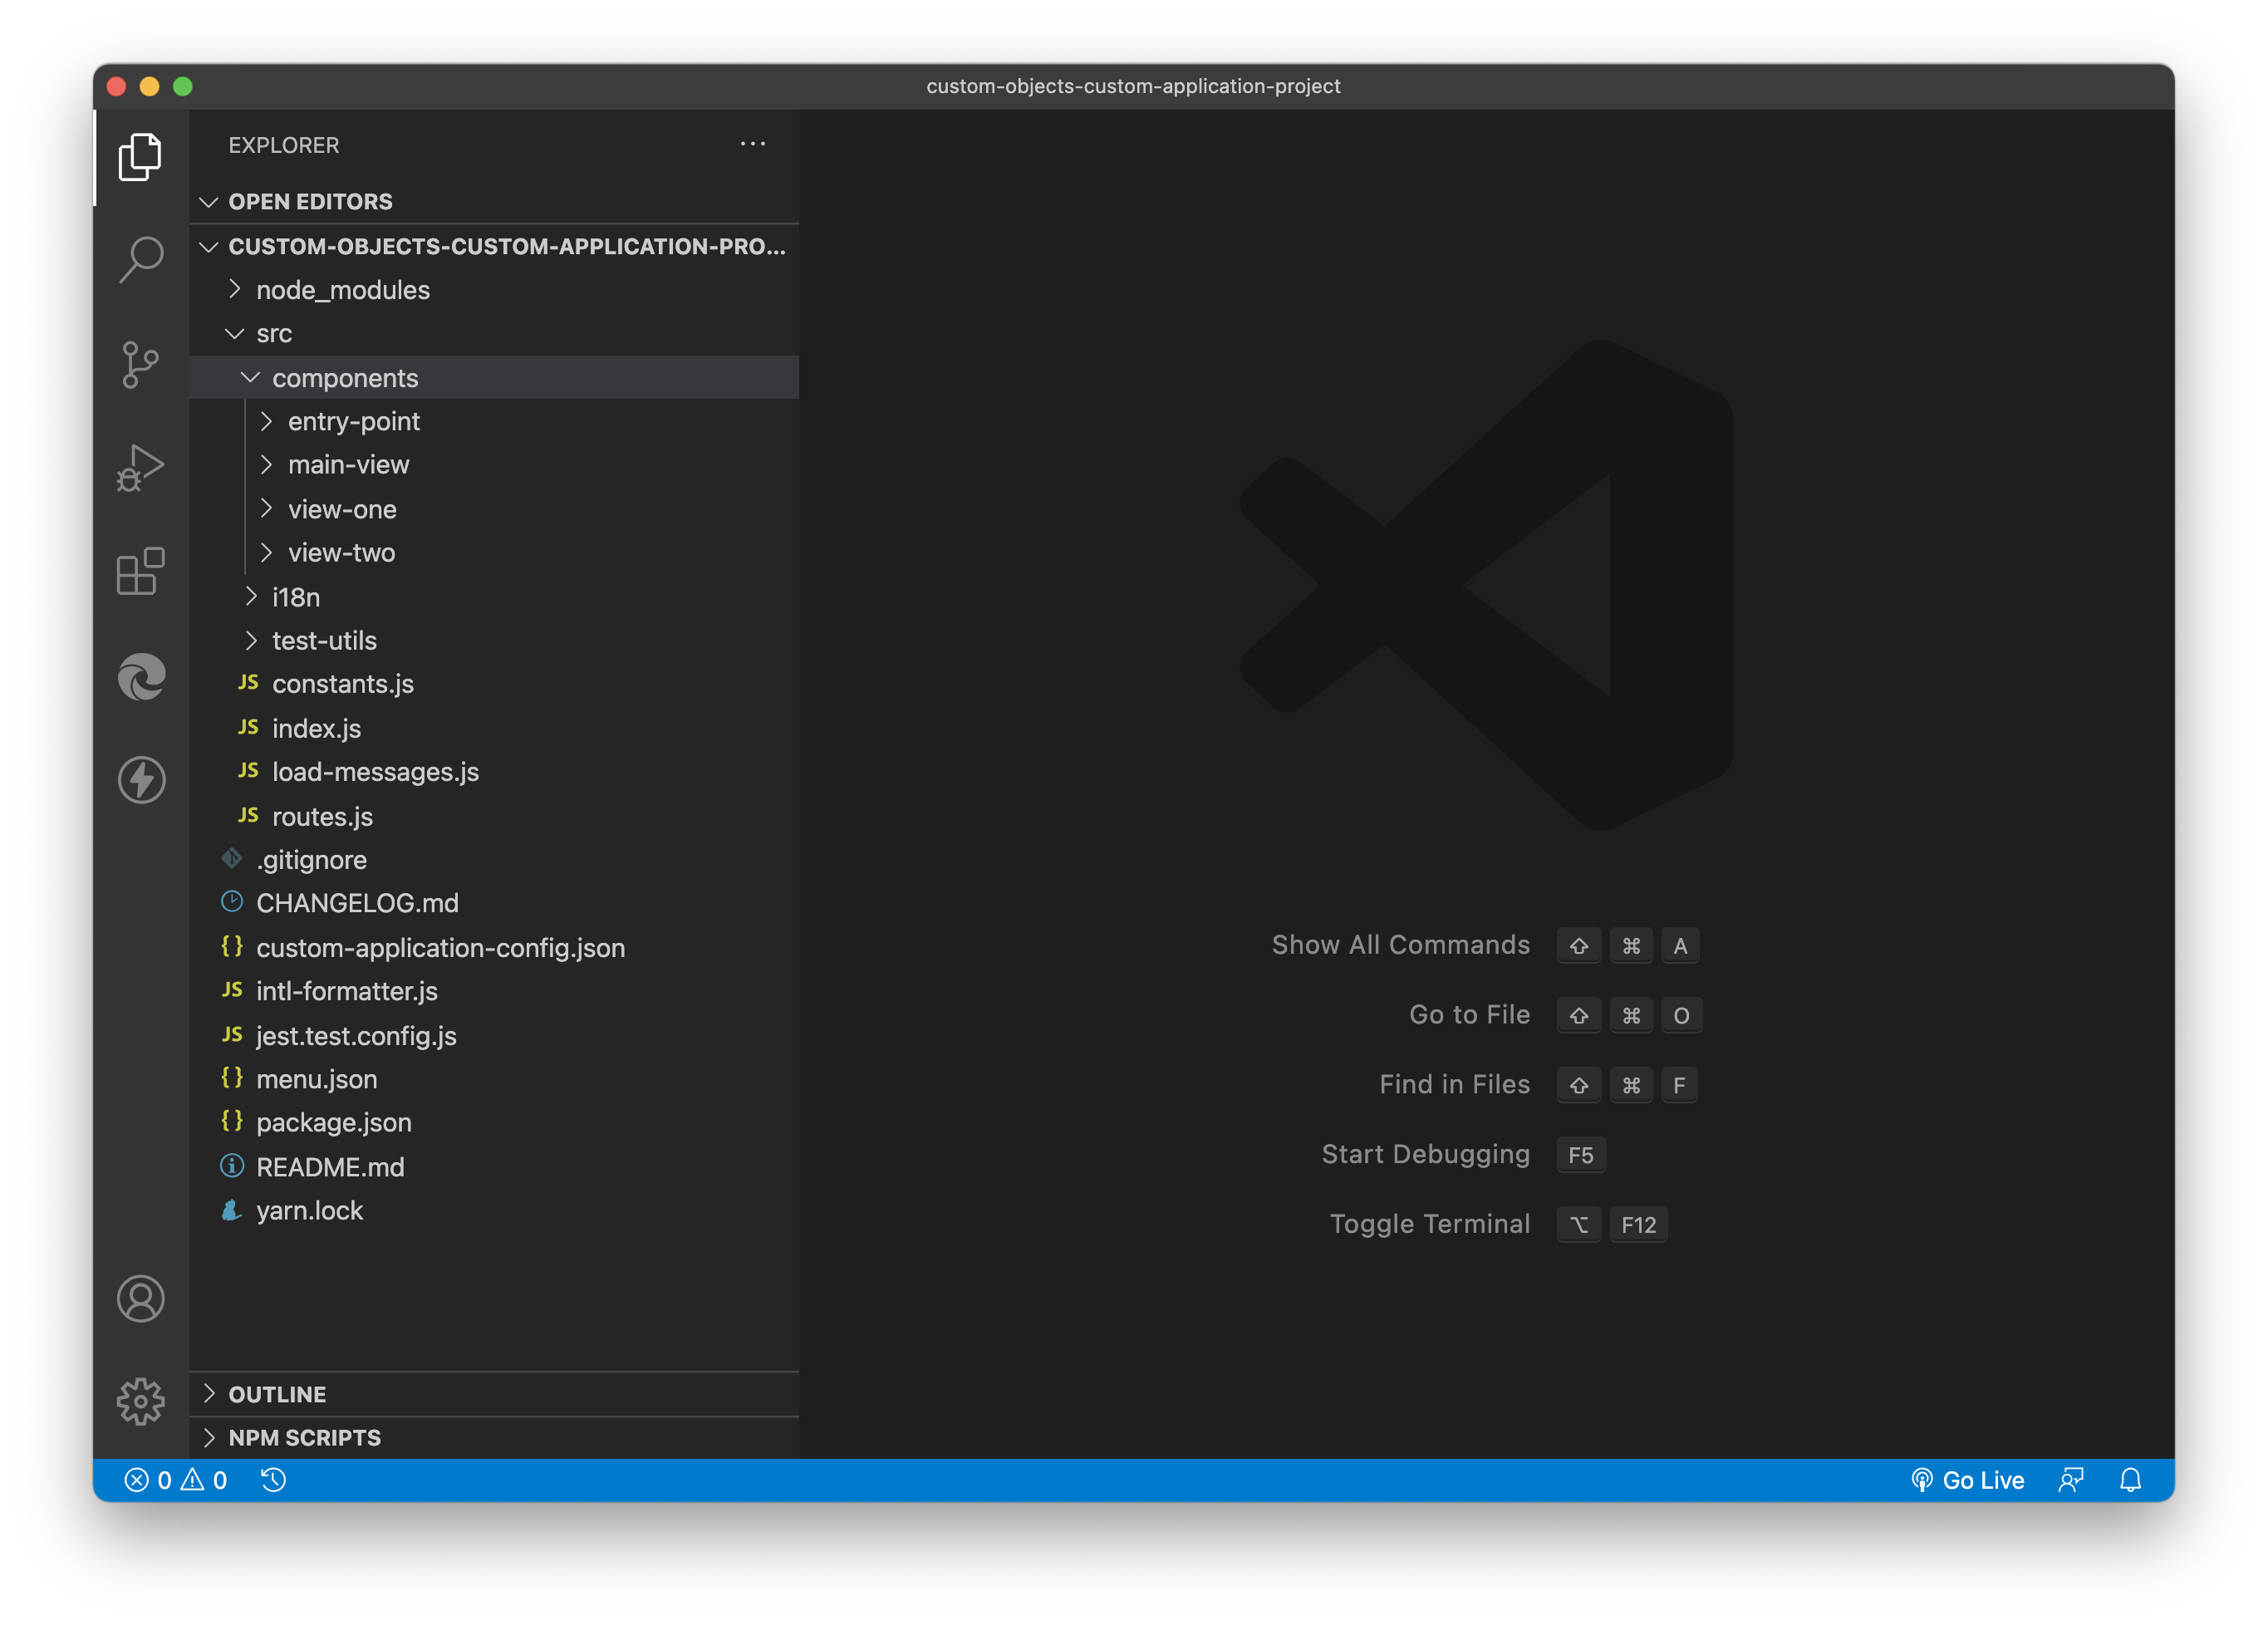 custom-objects-custom-application-project
EXPLORER
OPEN EDITORS
CUSTOM-OBJECTS-CUSTOM-APPLICATION-PRO...
node_modules
src
components
entry-point
main-view
view-one
view-two
i18n
test-utils
JS constants.js
JS index.js
JS load-messages.js
JS routes.js
.gitignore
CHANGELOG.md
{} custom-application-config.json
JS intl-formatter.js
JS jest.test.config.js
{} menu.json
{} package.json
README.md
yarn.lock
OUTLINE
NPM SCRIPTS
Show All Commands ⇧ ⌘ A
Go to File ⇧ ⌘ O
Find in Files ⇧ ⌘ F
Start Debugging F5
Toggle Terminal ⌥ F12
0 0
Go Live